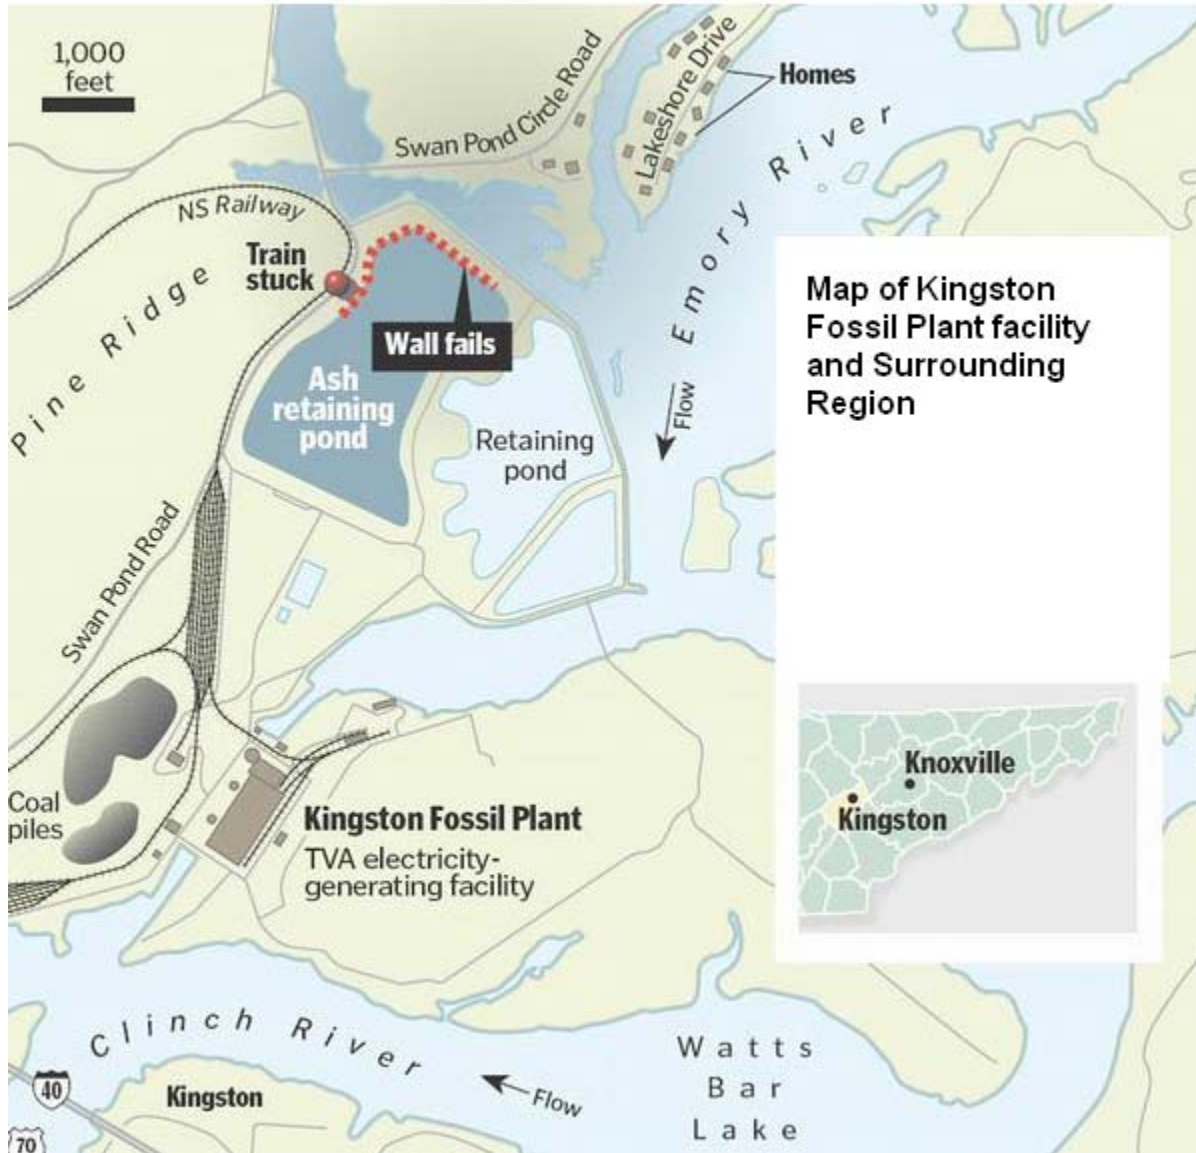 1,000
feet
Swan Pond Circle Road
Lakeshore Drive
Homes
Emory River
NS Railway
Train
stuck
Pine Ridge
Wall fails
Ash
retaining
pond
Flow
Retaining
pond
Map of Kingston
Fossil Plant facility
and Surrounding
Region
Swan Pond Road
Knoxville
Kingston
Coal
piles
Kingston Fossil Plant
TVA electricity-
generating facility
Clinch River
Watts
Bar
Lake
Flow
40
Kingston
70